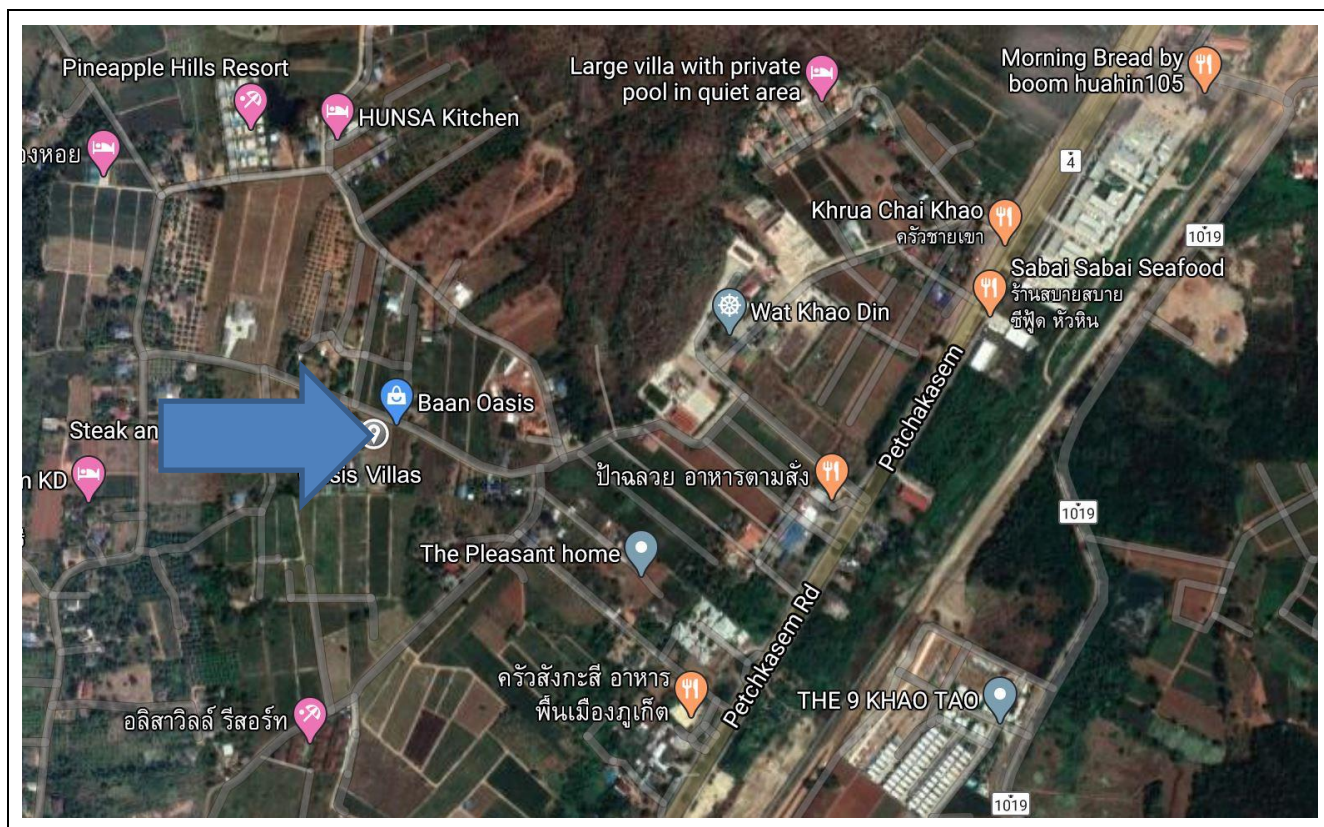 Pineapple Hills Resort
HUNSA Kitchen
Large villa with private
pool in quiet area
Morning Bread by
boom huahin105
4
1019
Khrua Chai Khao
ครัวชายเขา
Sabai Sabai Seafood
ร้านสบายสบาย
ซีฟู้ด หัวหิน
Wat Khao Din
Petchakasem
Baan Oasis
Steak
Villas
KD
ป้าฉลวย อาหารตามสั่ง
1019
The Pleasant home
Petchkasem Rd
ครัวสังกะสี อาหาร
พื้นเมืองภูเก็ต
THE 9 KHAO TAO
อลิสาวิลล์ รีสอร์ท
1019